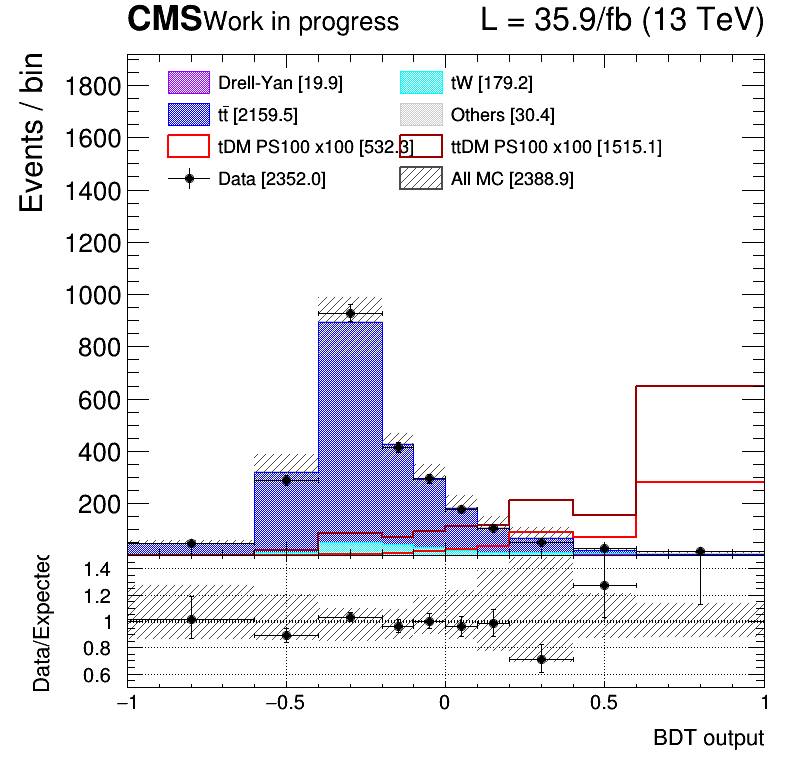 CMS Work in progress L = 35.9/fb (13 TeV)
Events / bin
1800
1600
1400
1200
1000
800
600
400
200
Drell-Yan [19.9] tW [179.2]
tt̄ [2159.5] Others [30.4]
tDM PS100 x100 [532.3] ttDM PS100 x100 [1515.1]
Data [2352.0] All MC [2388.9]
Data/Expected
1.4
1.2
1
0.8
0.6
−1 −0.5 0 0.5 1
BDT output